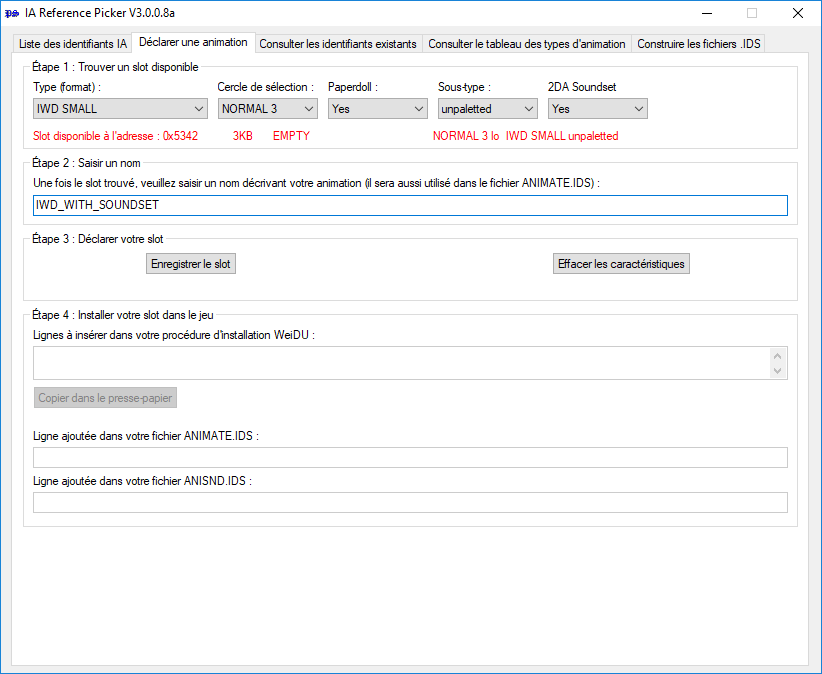 IA Reference Picker V3.0.0.8a
Liste des identifiants IA
Déclarer une animation
Consulter les identifiants existants
Consulter le tableau des types d'animation
Construire les fichiers .IDS
Étape 1 : Trouver un slot disponible
Type (format) :
Cercle de sélection :
Paperdoll :
Sous-type :
2DA Soundset
IWD SMALL
NORMAL 3
Yes
unpaletted
Yes
Slot disponible à l'adresse : 0x5342
3KB
EMPTY
NORMAL 3 lo IWD SMALL unpaletted
Étape 2 : Saisir un nom
Une fois le slot trouvé, veuillez saisir un nom décrivant votre animation (il sera aussi utilisé dans le fichier ANIMATE.IDS) :
IWD_WITH_SOUNDSET
Étape 3 : Déclarer votre slot
Enregistrer le slot
Effacer les caractéristiques
Étape 4 : Installer votre slot dans le jeu
Lignes à insérer dans votre procédure d'installation WeiDU :
Copier dans le presse-papier
Ligne ajoutée dans votre fichier ANIMATE.IDS :
Ligne ajoutée dans votre fichier ANISND.IDS :